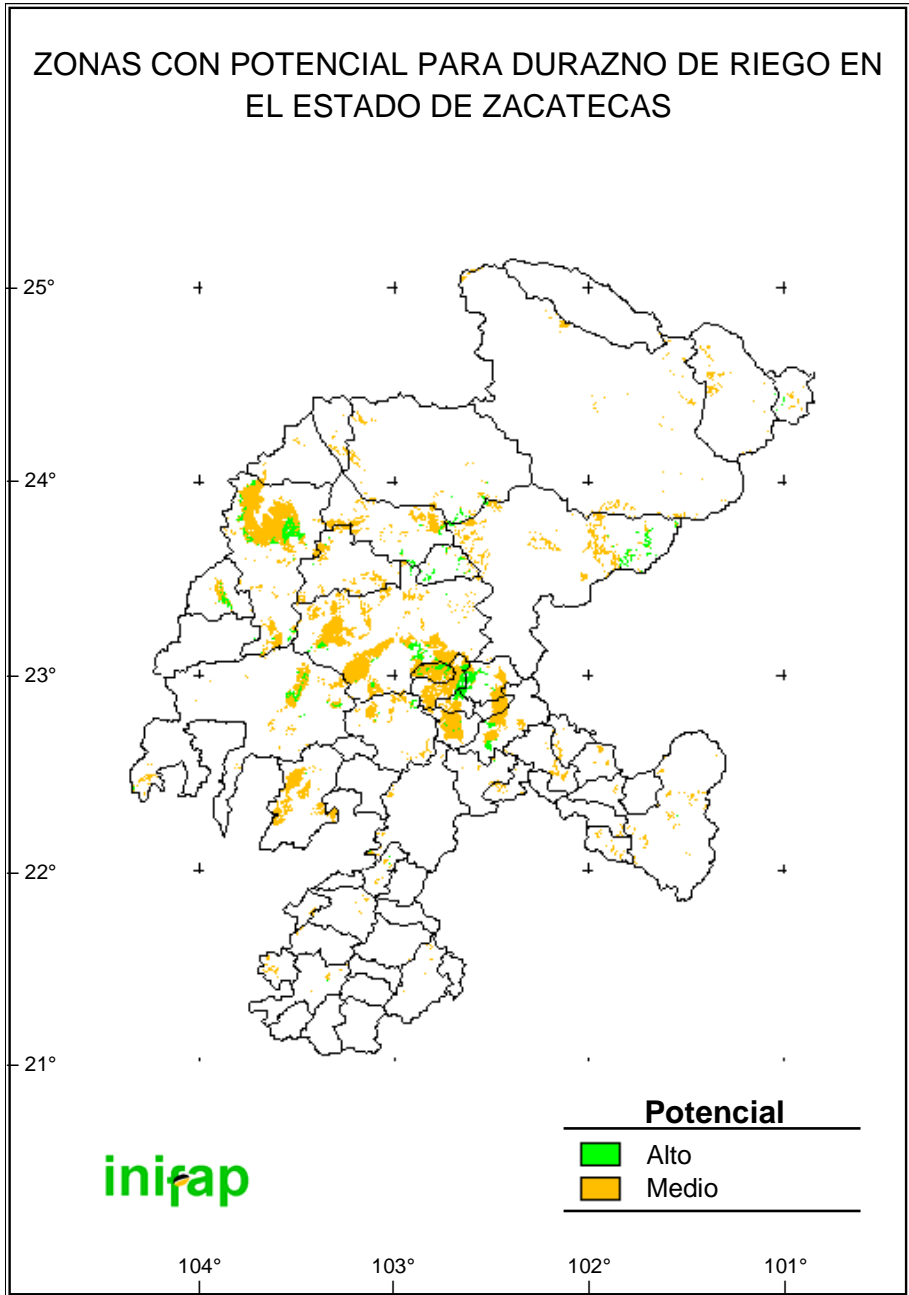 ZONAS CON POTENCIAL PARA DURAZNO DE RIEGO EN
EL ESTADO DE ZACATECAS
25°
24°
23°
22°
21°
Potencial
Alto
Medio
inifap
104°
103°
102°
101°